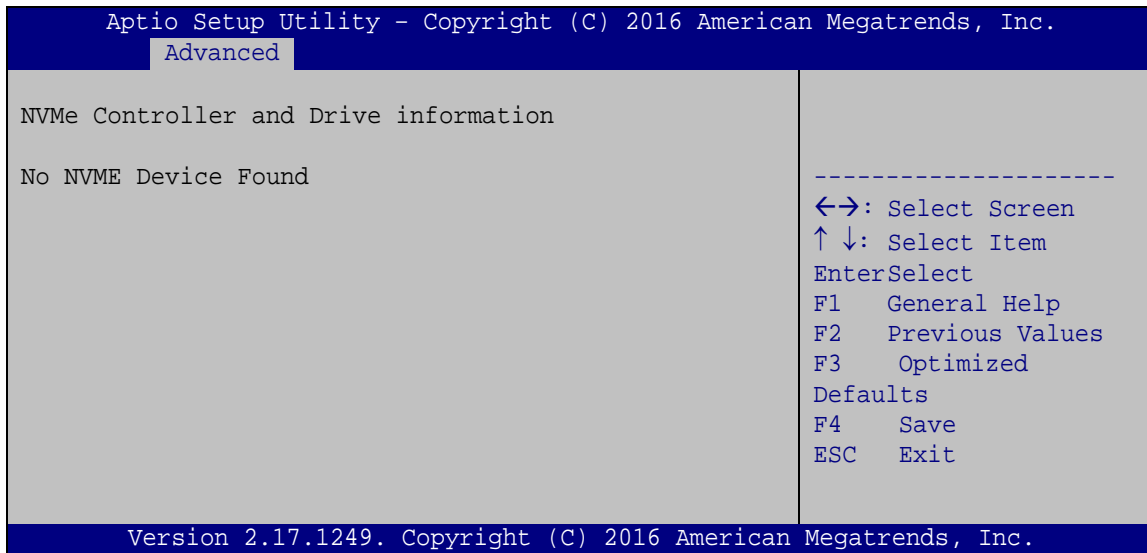 Aptio Setup Utility – Copyright (C) 2016 American Megatrends, Inc.
Advanced
NVMe Controller and Drive information
No NVME Device Found
---------------------
←→: Select Screen
↑ ↓: Select Item
EnterSelect
F1 General Help
F2 Previous Values
F3 Optimized
Defaults
F4 Save
ESC Exit
Version 2.17.1249. Copyright (C) 2016 American Megatrends, Inc.